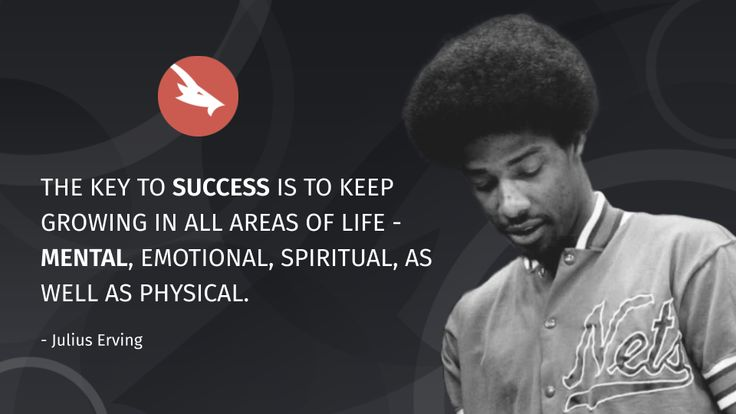 THE KEY TO SUCCESS IS TO KEEP
GROWING IN ALL AREAS OF LIFE -
MENTAL, EMOTIONAL, SPIRITUAL, AS
WELL AS PHYSICAL.
- Julius Erving
Nets